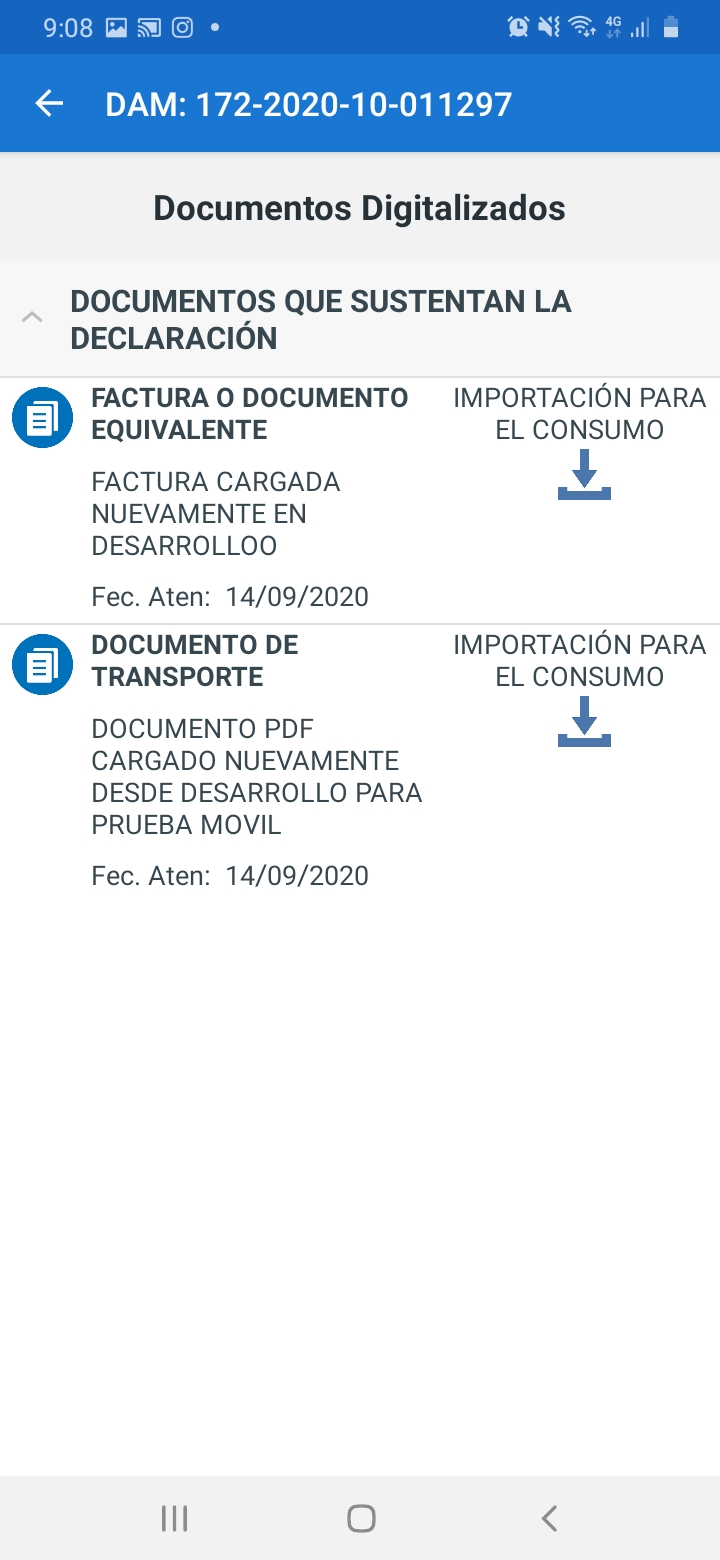 9:08
4G
DAM: 172-2020-10-011297
Documentos Digitalizados
DOCUMENTOS QUE SUSTENTAN LA
DECLARACIÓN
FACTURA O DOCUMENTO
EQUIVALENTE
IMPORTACIÓN PARA
EL CONSUMO
FACTURA CARGADA
NUEVAMENTE EN
DESARROLLOO
Fec. Aten: 14/09/2020
DOCUMENTO DE
TRANSPORTE
IMPORTACIÓN PARA
EL CONSUMO
DOCUMENTO PDF
CARGADO NUEVAMENTE
DESDE DESARROLLO PARA
PRUEBA MOVIL
Fec. Aten: 14/09/2020